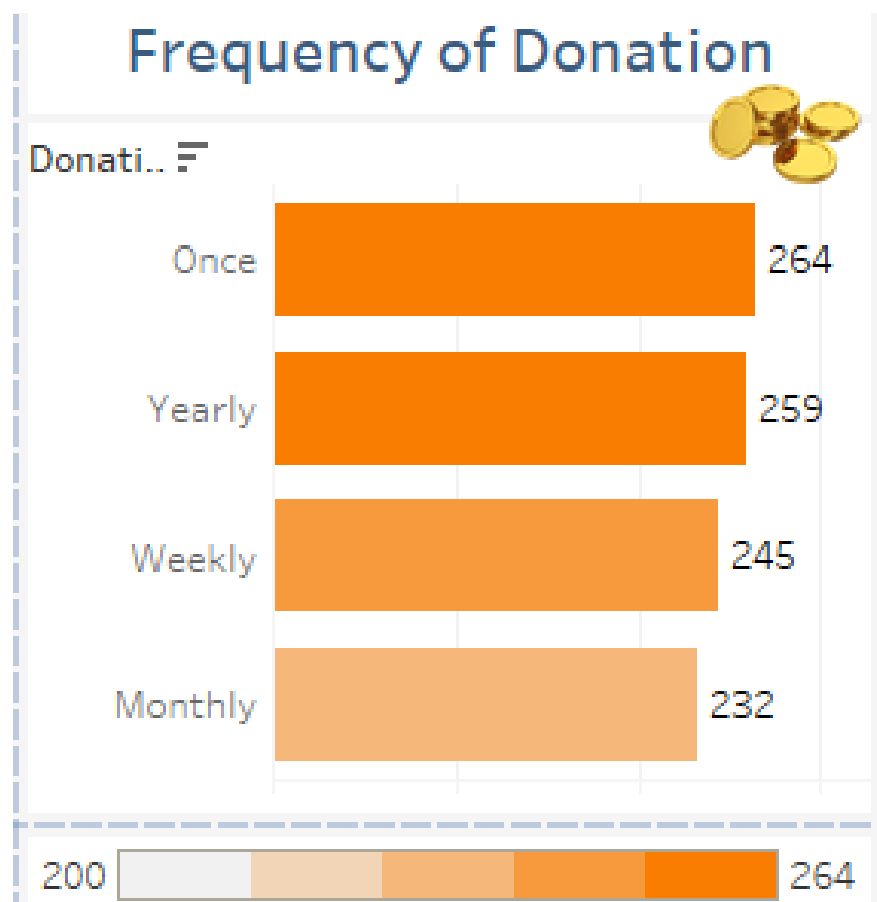 Frequency of Donation
Donati..
Once 264
Yearly 259
Weekly 245
Monthly 232
200 264